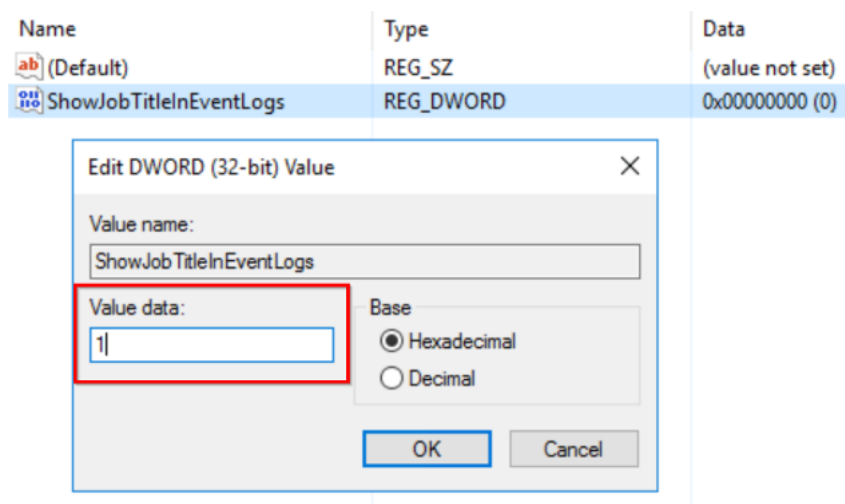 Name Type Data
ab (Default) REG_SZ (value not set)
ShowJobTitleInEventLogs REG_DWORD 0x00000000 (0)
Edit DWORD (32-bit) Value
Value name:
ShowJobTitleInEventLogs
Value data: Base
1 Hexadecimal
Decimal
OK Cancel